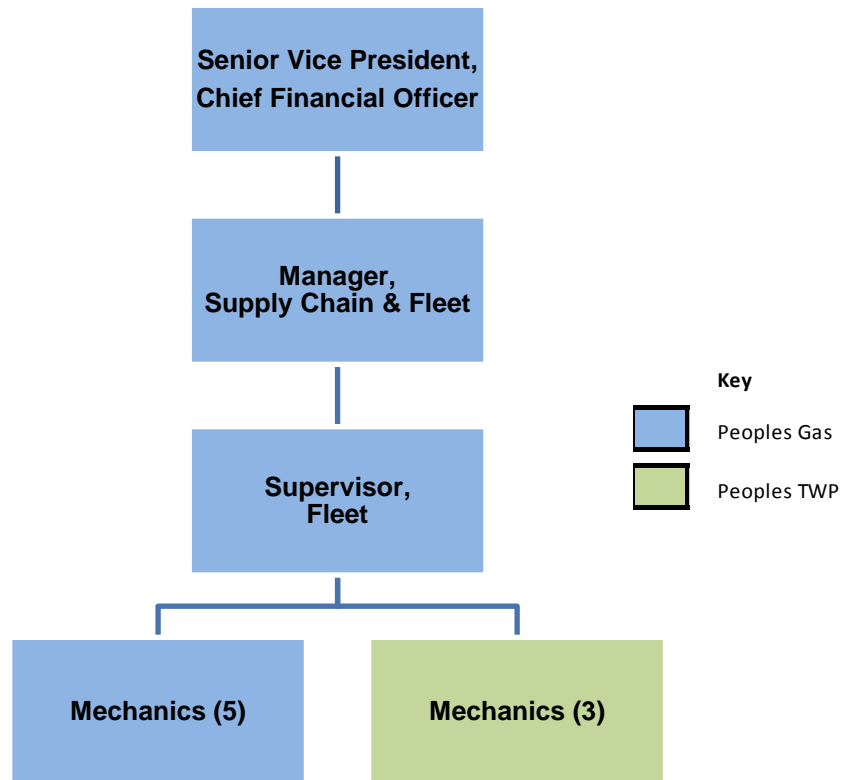 Senior Vice President,
Chief Financial Officer
Manager,
Supply Chain & Fleet
Key
Peoples Gas
Supervisor,
Fleet
Peoples TWP
Mechanics (5)
Mechanics (3)